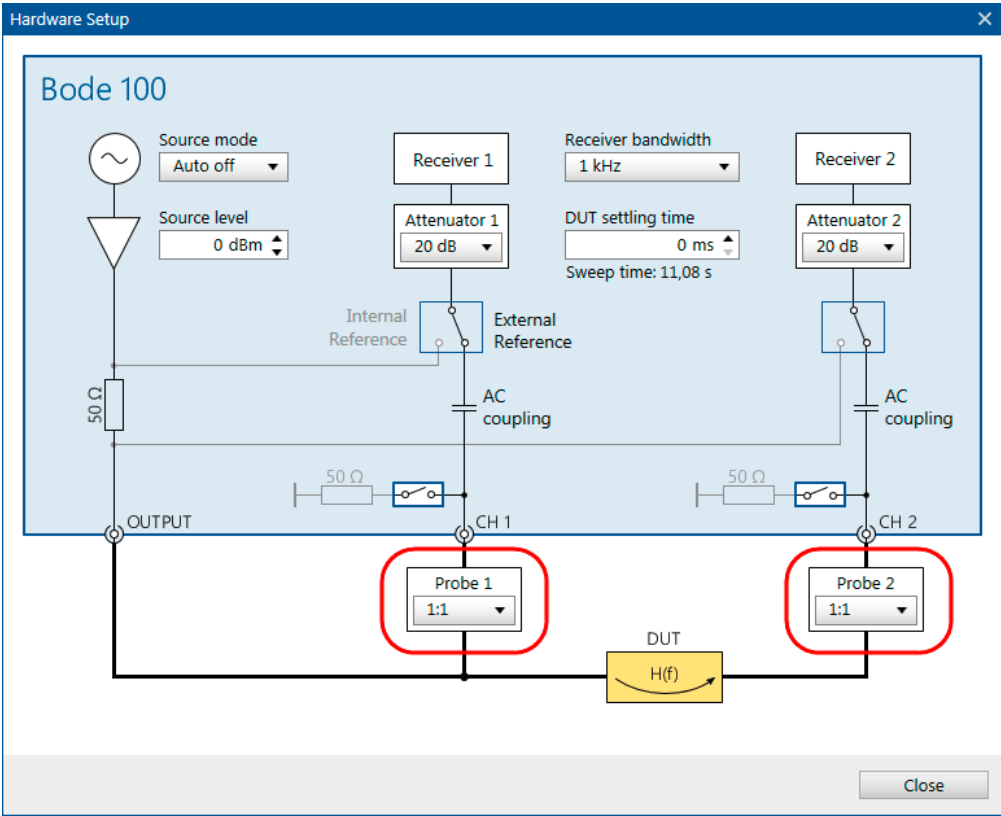 Hardware Setup
Bode 100
Source mode
Auto off
Source level
0 dBm
Receiver 1
Attenuator 1
20 dB
Receiver bandwidth
1 kHz
DUT settling time
0 ms
Sweep time: 11,08 s
Receiver 2
Attenuator 2
20 dB
Internal
Reference
External
Reference
50 Ω
AC
coupling
AC
coupling
50 Ω
50 Ω
OUTPUT
CH 1
CH 2
Probe 1
1:1
Probe 2
1:1
DUT
H(f)
Close